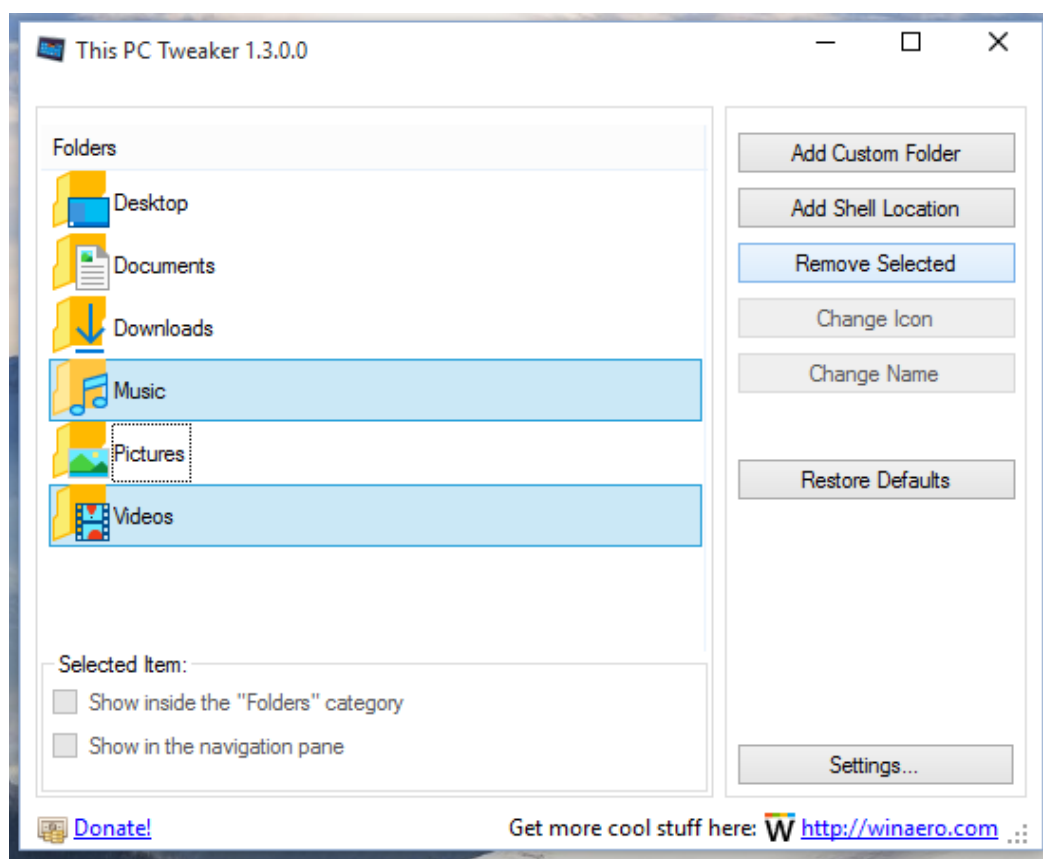 This PC Tweaker 1.3.0.0
Folders
Desktop
Documents
Downloads
Music
Pictures
Videos
Selected Item:
Show inside the "Folders" category
Show in the navigation pane
Add Custom Folder
Add Shell Location
Remove Selected
Change Icon
Change Name
Restore Defaults
Settings...
Donate!
Get more cool stuff here: W http://winaero.com